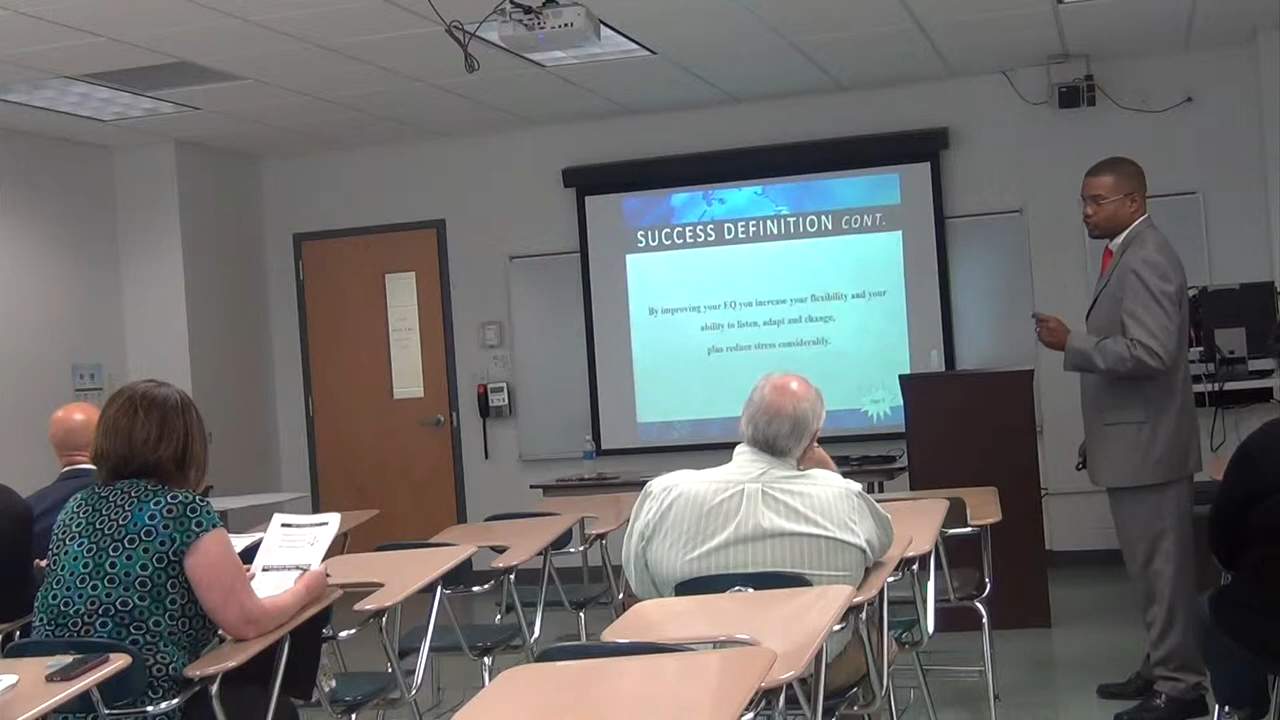 SUCCESS DEFINITION CONT.
By improving your EQ you increase your flexibility and your
ability to listen, adapt and change,
plus reduce stress considerably.